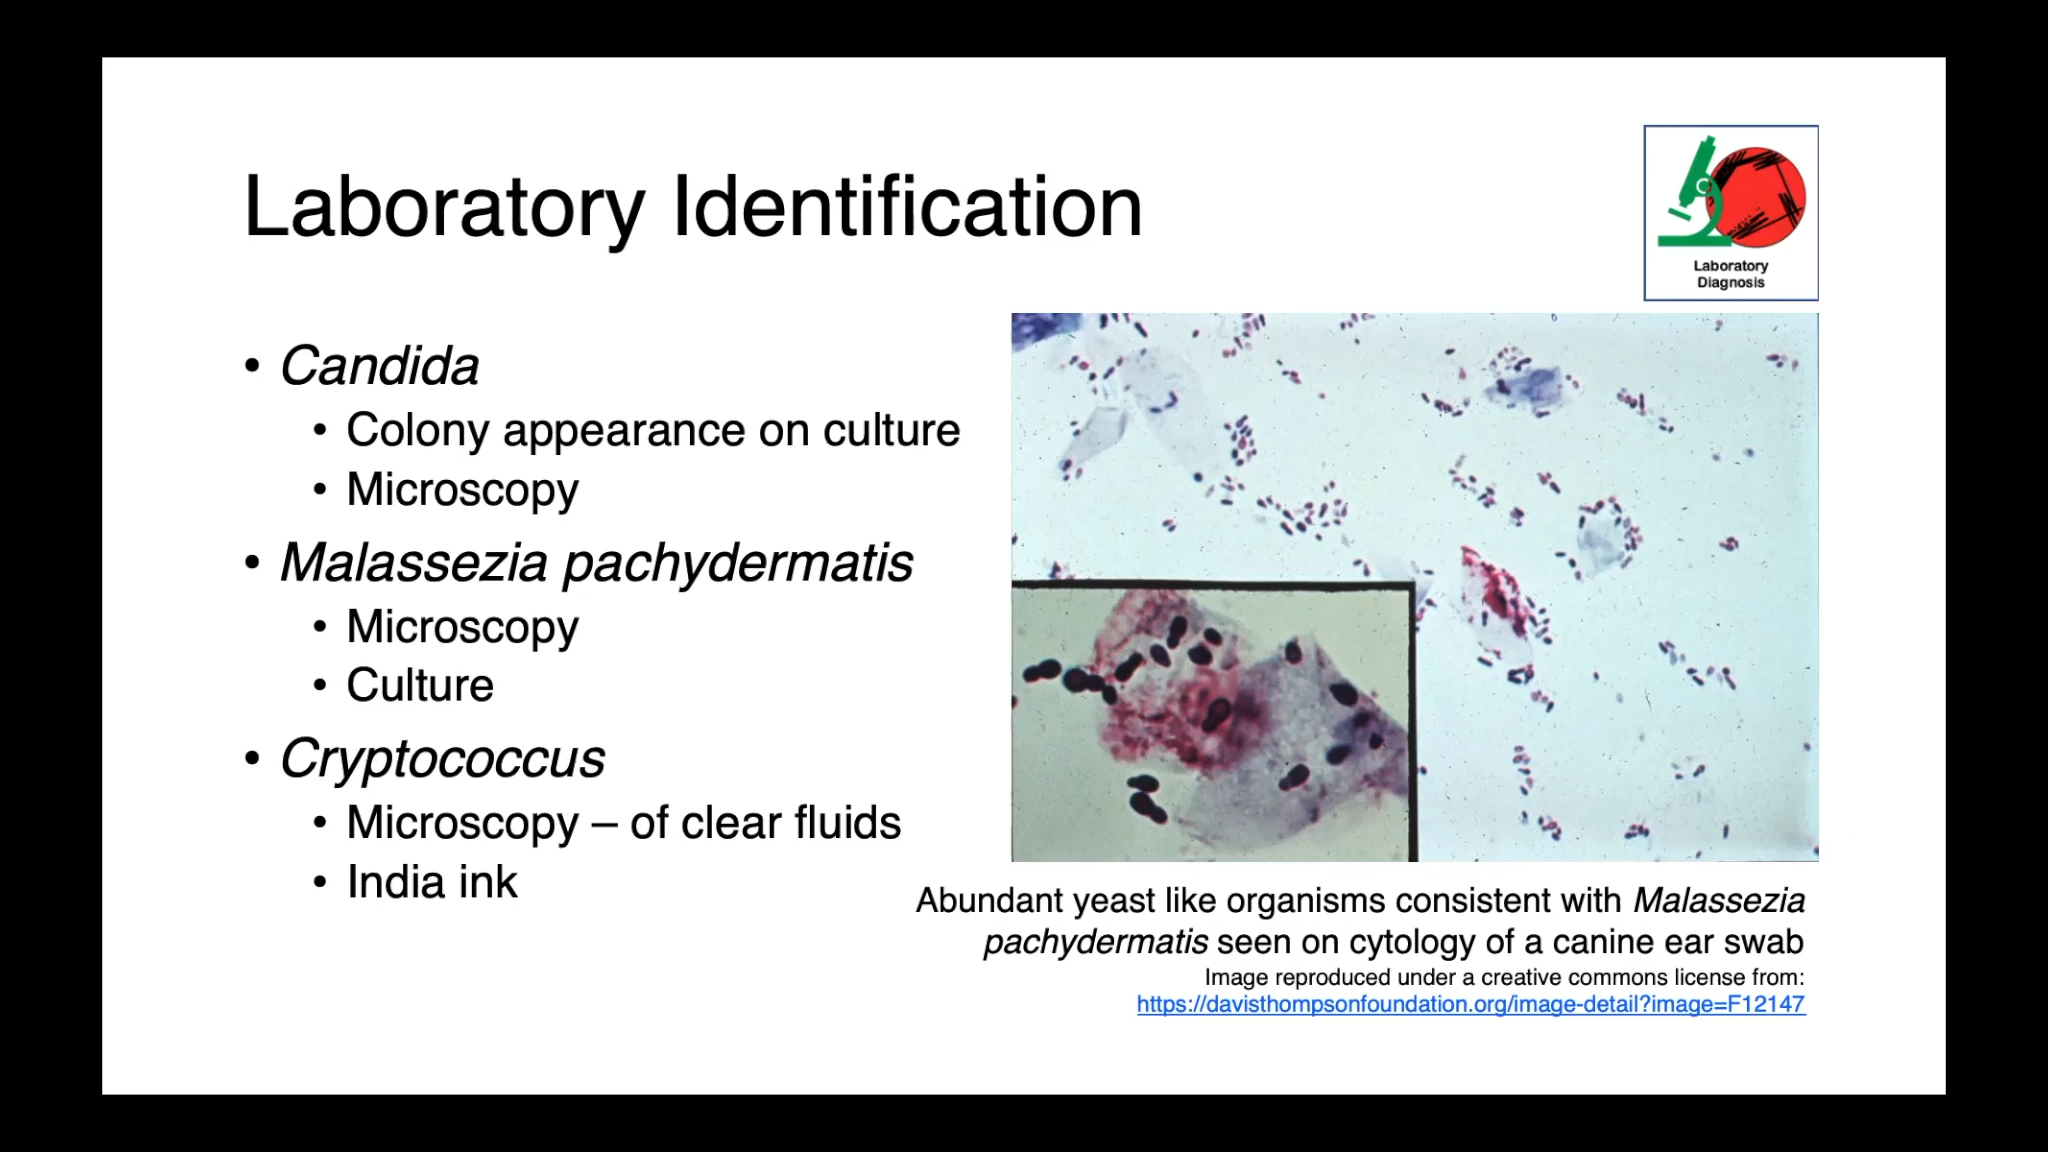 Laboratory Identification
Laboratory
Diagnosis
• Candida
• Colony appearance on culture
• Microscopy
• Malassezia pachydermatis
• Microscopy
• Culture
• Cryptococcus
• Microscopy – of clear fluids
• India ink
Abundant yeast like organisms consistent with Malassezia
pachydermatis seen on cytology of a canine ear swab
Image reproduced under a creative commons license from:
https://davisthompsonfoundation.org/image-detail?image=F12147